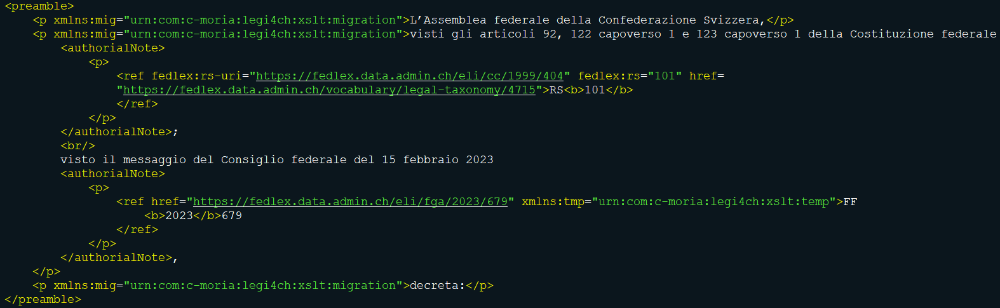 <preamble>
<p xmlns:mig="urn:com:c-moria:legi4ch:xslt:migration">L’Assemblea federale della Confederazione Svizzera,</p>
<p xmlns:mig="urn:com:c-moria:legi4ch:xslt:migration">visti gli articoli 92, 122 capoverso 1 e 123 capoverso 1 della Costituzione federale
<authorialNote>
<p>
<ref fedlex:rs-uri="https://fedlex.data.admin.ch/eli/cc/1999/404" fedlex:rs="101" href=
"https://fedlex.data.admin.ch/vocabulary/legal-taxonomy/4715">RS<b>101</b>
</ref>
</p>
</authorialNote>;
<br/>
visto il messaggio del Consiglio federale del 15 febbraio 2023
<authorialNote>
<p>
<ref href="https://fedlex.data.admin.ch/eli/fga/2023/679" xmlns:tmp="urn:com:c-moria:legi4ch:xslt:temp">FF
<b>2023</b>679
</ref>
</p>
</authorialNote>,
</p>
<p xmlns:mig="urn:com:c-moria:legi4ch:xslt:migration">decreta:</p>
</preamble>